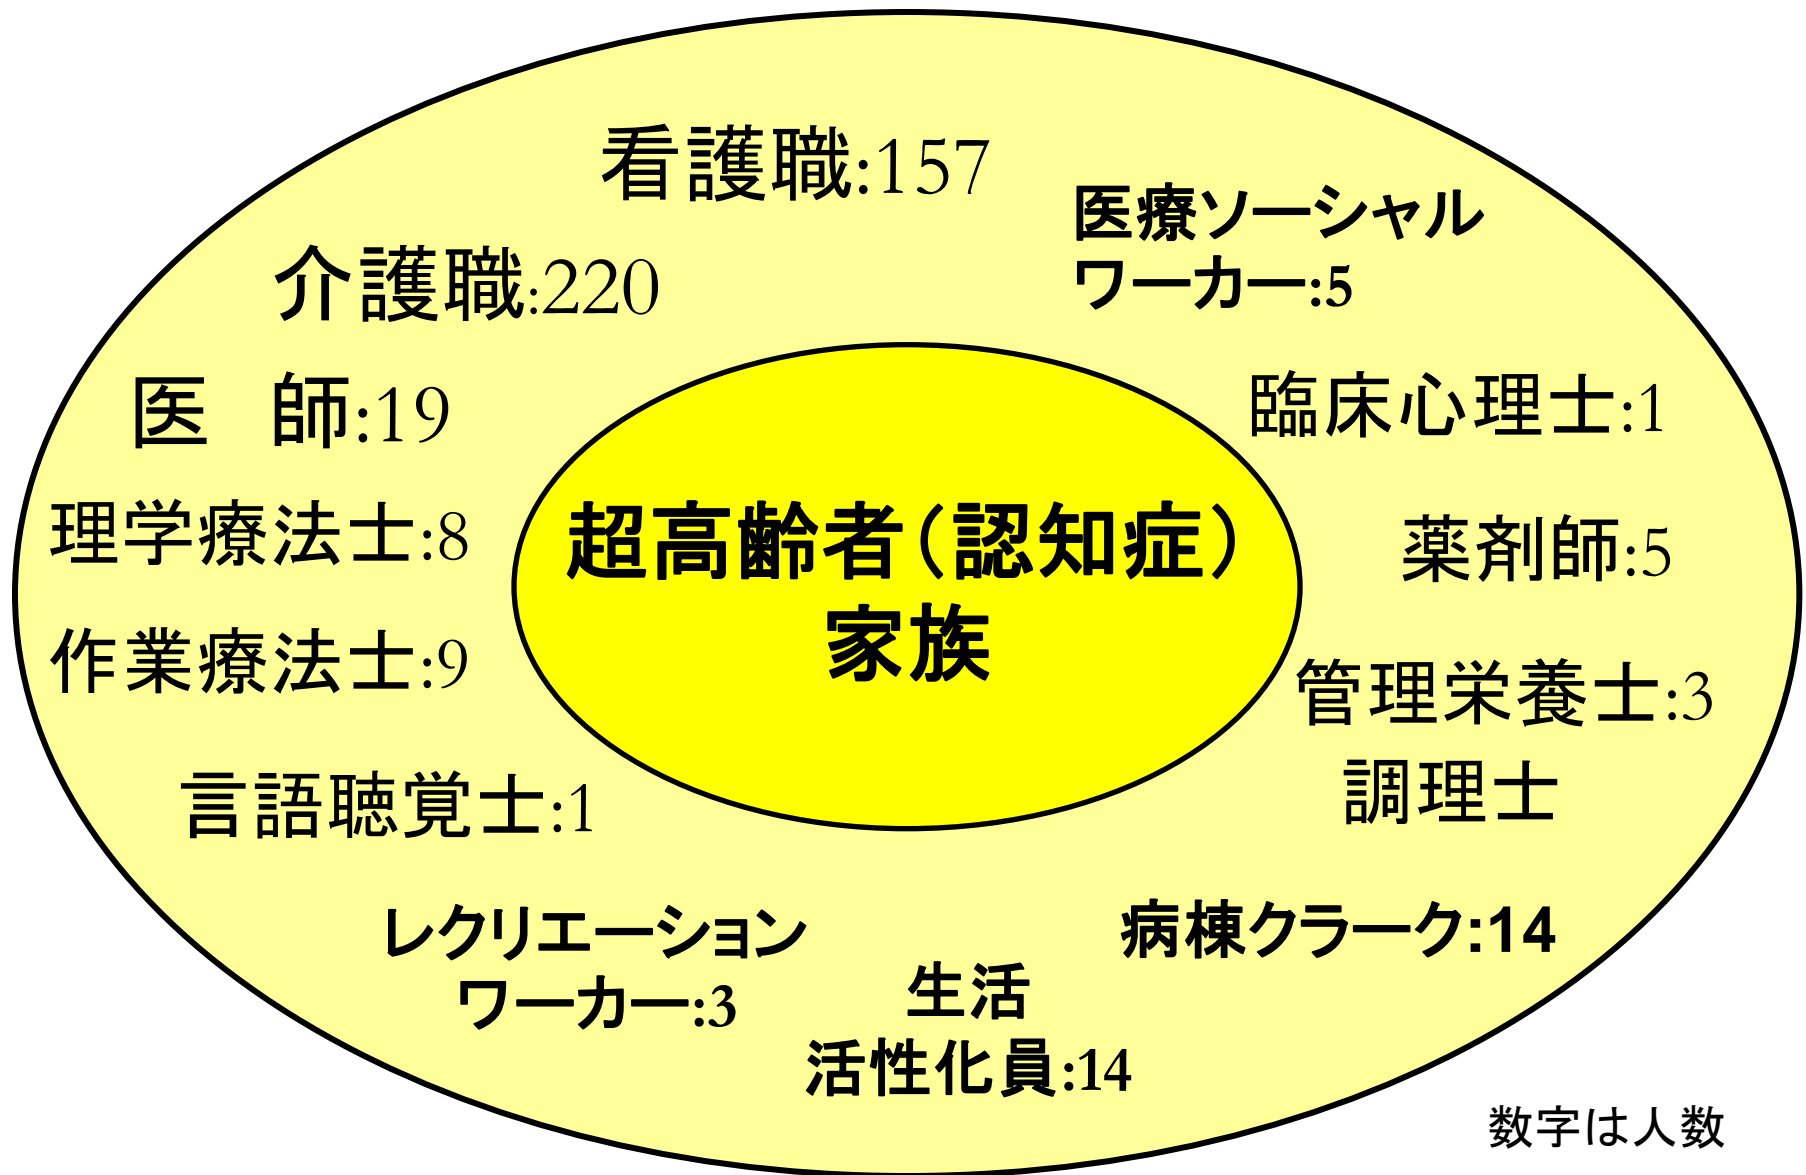 看護職:157
医療ソーシャル
ワーカー:5
介護職:220
医　師:19
臨床心理士:1
理学療法士:8
超高齢者（認知症）
家族
薬剤師:5
作業療法士:9
管理栄養士:3
言語聴覚士:1
調理士
レクリエーション
ワーカー:3
病棟クラーク:14
生活
活性化員:14
数字は人数